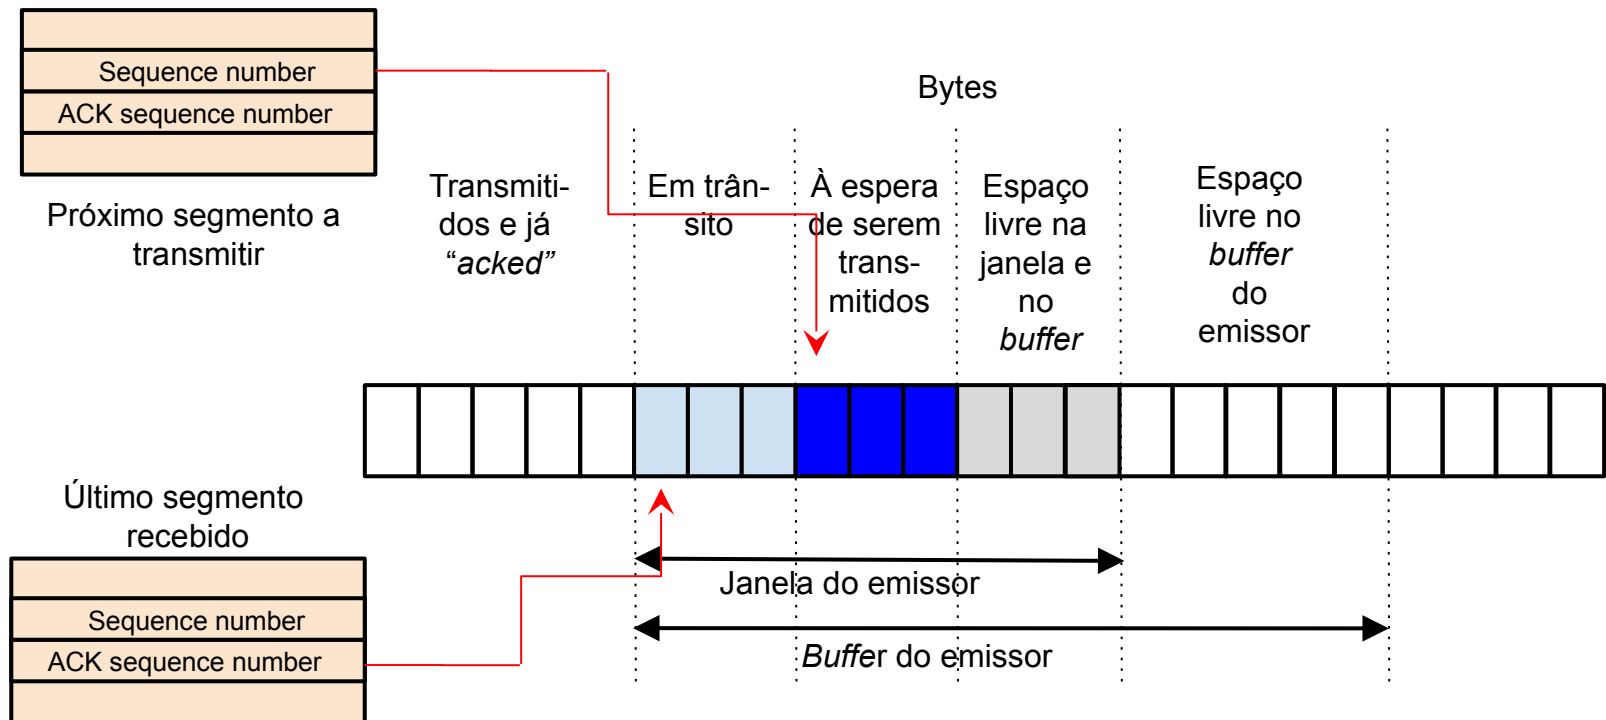 Sequence number
ACK sequence number
Próximo segmento a
transmitir
Bytes
Transmiti-
dos e já
“acked”
Em trân-
sito
À espera
de serem
trans-
mitidos
Espaço
livre na
janela e
no
buffer
Espaço
livre no
buffer
do
emissor
Último segmento
recebido
Sequence number
ACK sequence number
Janela do emissor
Buffer do emissor